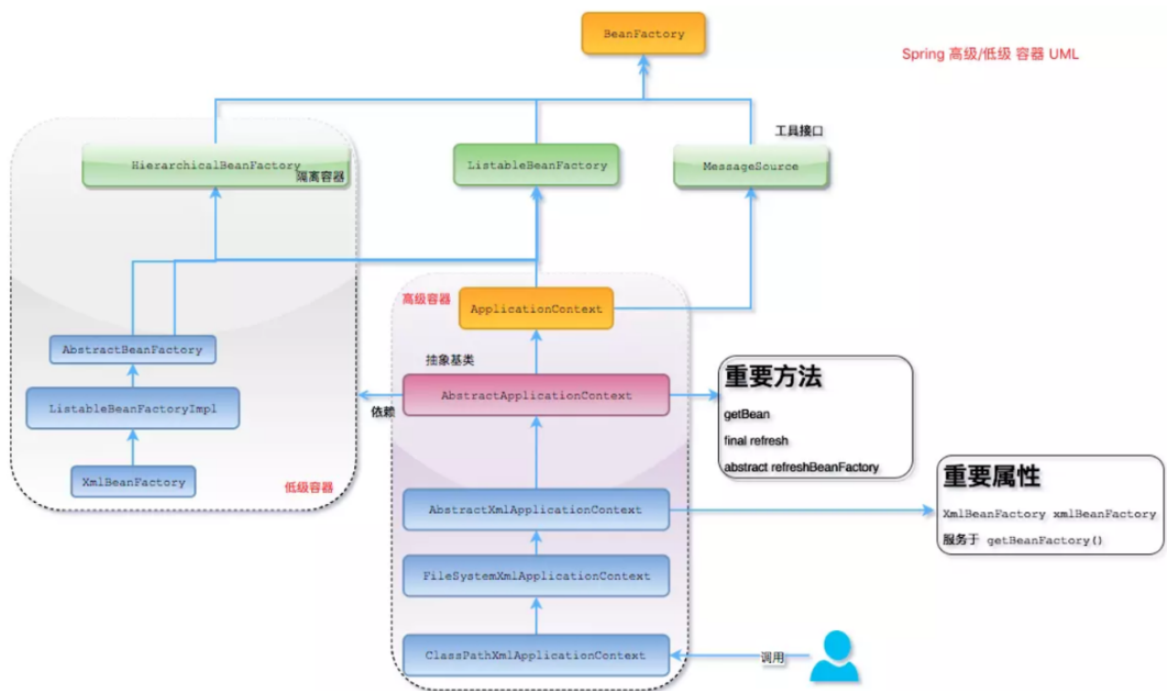 BeanFactory
Spring 高级/低级 容器 UML
工具接口
HierarchicalBeanFactory
隔离容器
ListableBeanFactory
MessageSource
高级容器
ApplicationContext
AbstractBeanFactory
抽象基类
重要方法
AbstractApplicationContext
依赖
getBean
final refresh
abstract refreshBeanFactory
ListableBeanFactoryImpl
XmlBeanFactory
低级容器
AbstractXmlApplicationContext
重要属性
XmlBeanFactory xmlBeanFactory
服务于 getBeanFactory()
FileSystemXmlApplicationContext
ClassPathXmlApplicationContext
调用